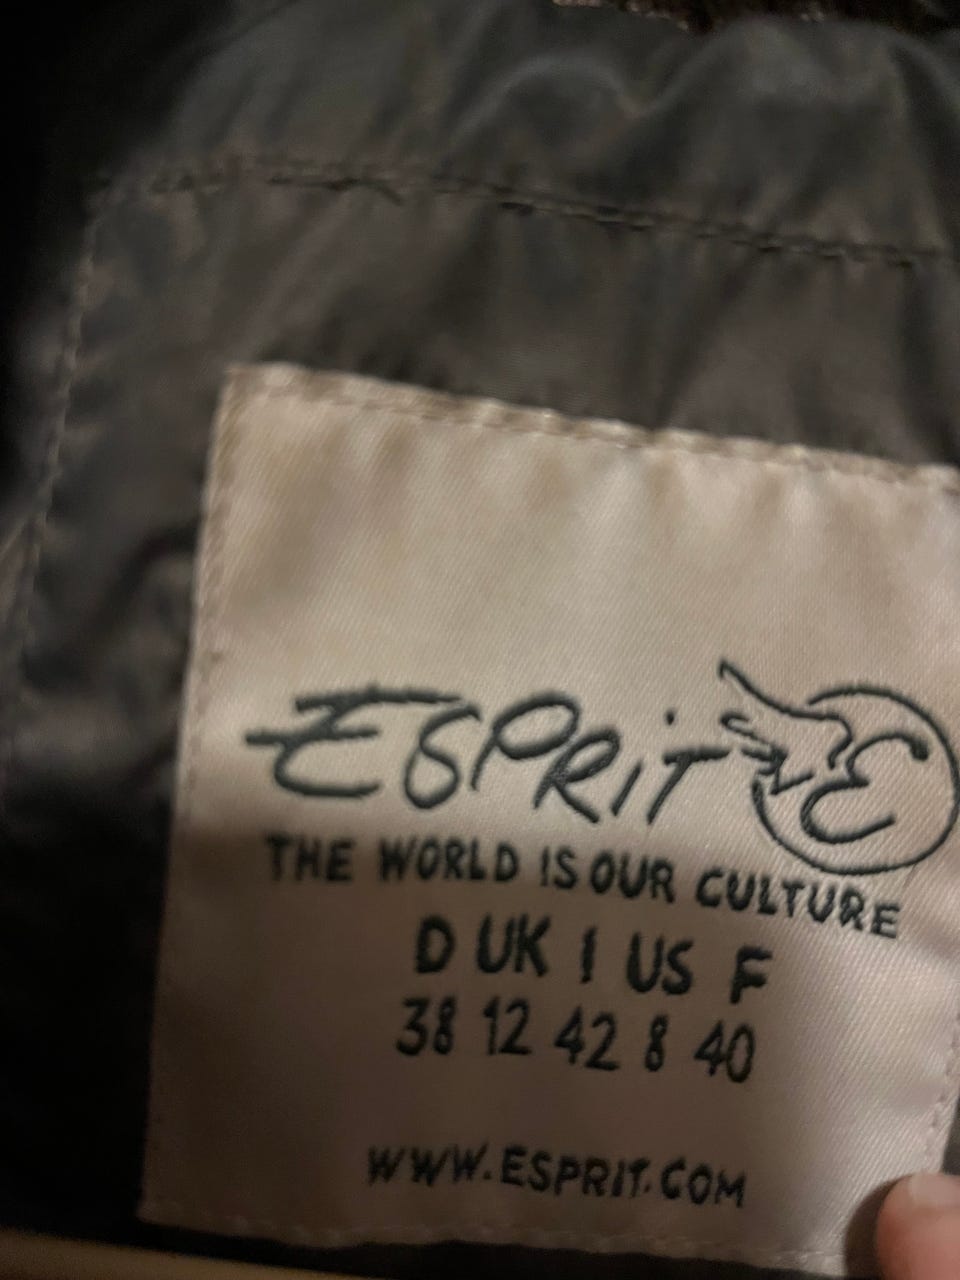 ESPRIT E
THE WORLD IS OUR CULTURE
D UK I US F
38 12 42 8 40
WWW.ESPRIT.COM